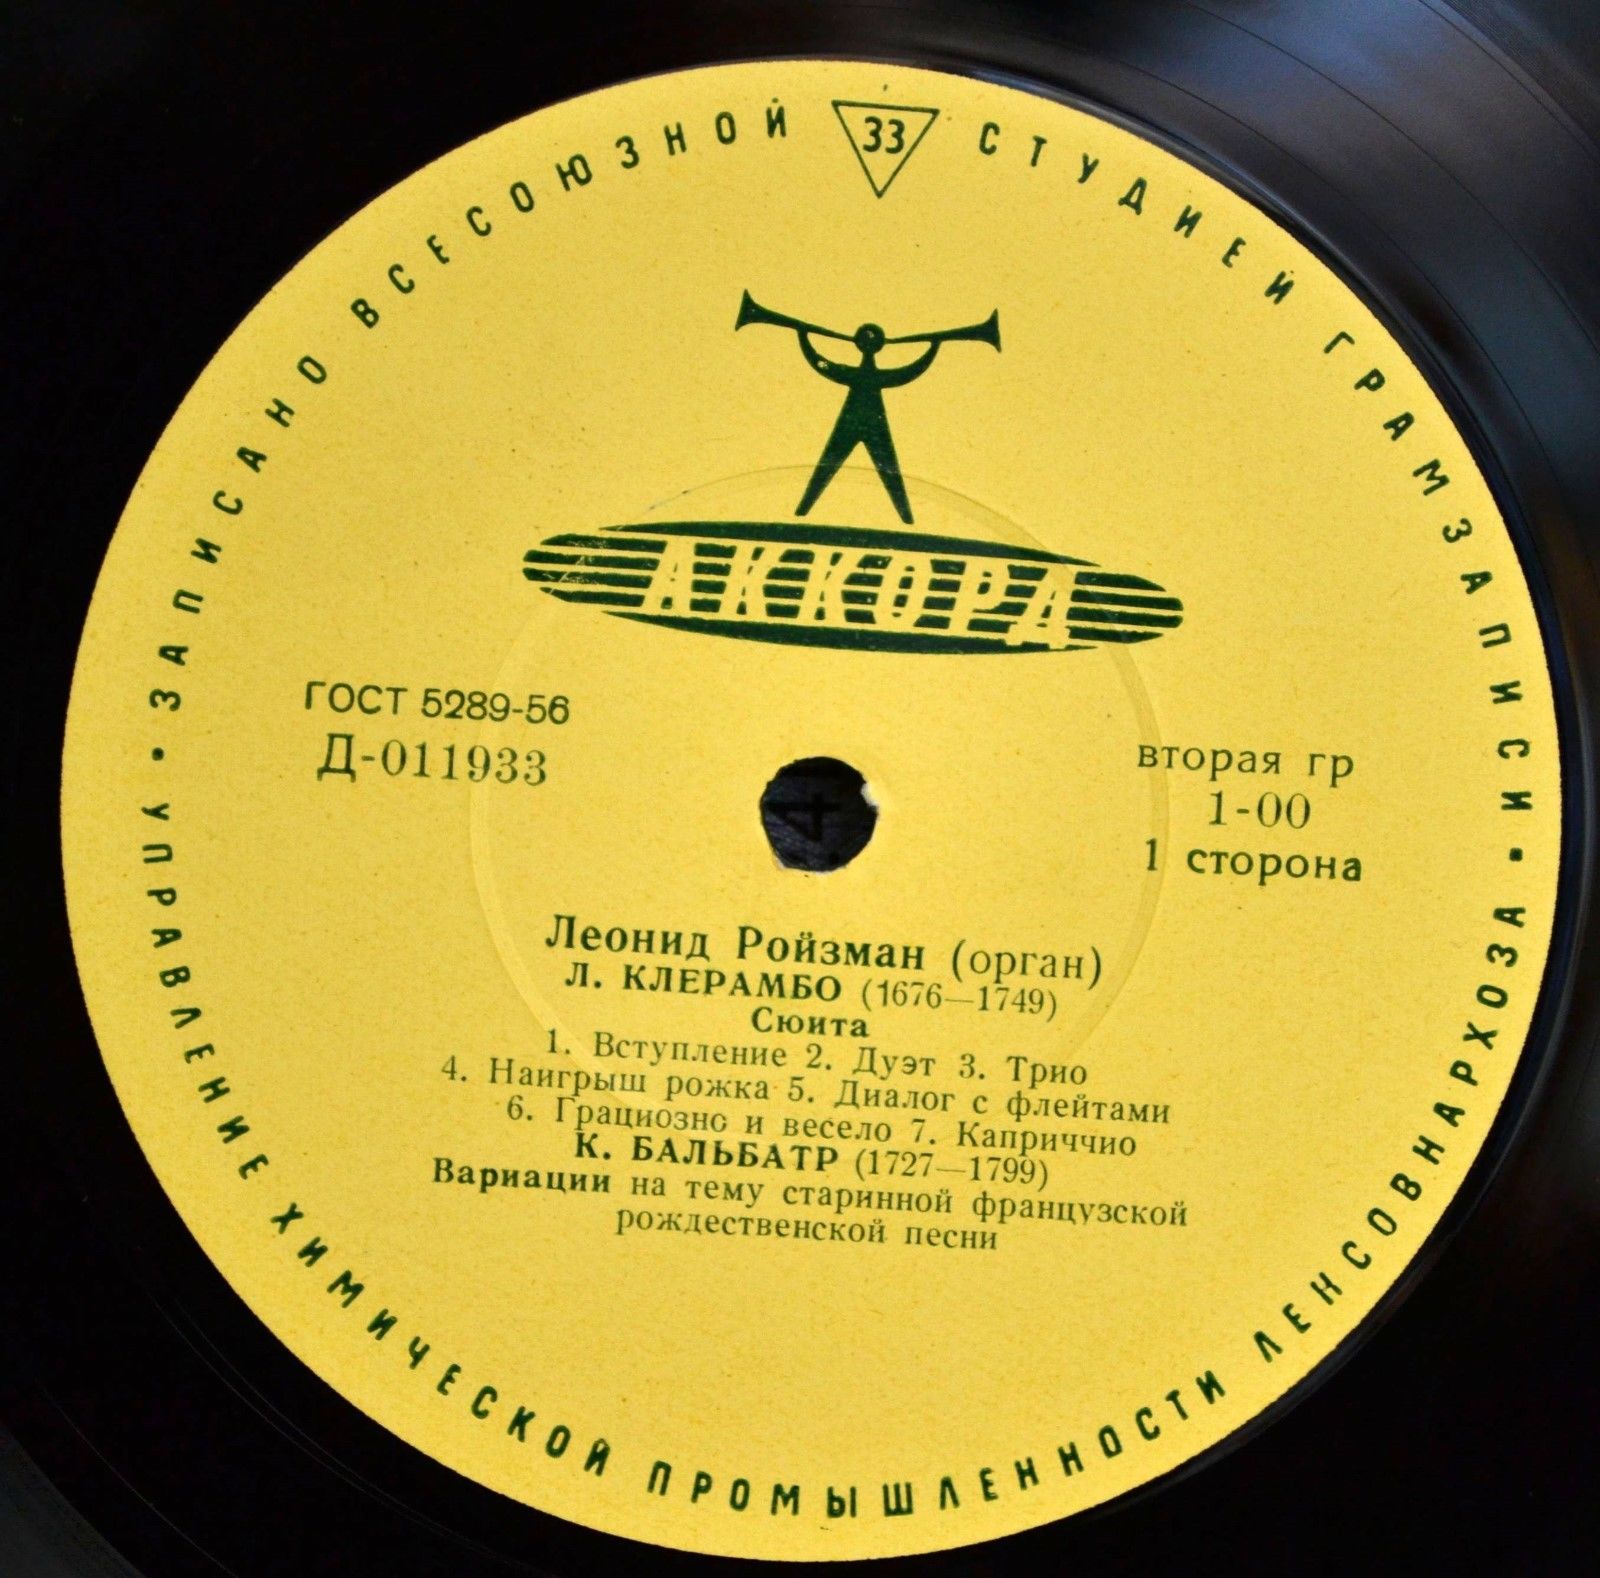 ЗАПИСАНО ВСЕСОЮЗНОЙ СТУДИЕЙ ГРАМЗАПИСИ
33
АККОРД
ГОСТ 5289-56
Д-011933
вторая гр
1-00
1 сторона
Леонид Ройзман (орган)
Л. КЛЕРАМБО (1676—1749)
Сюита
1. Вступление 2. Дуэт 3. Трио
4. Наигрыш рожка 5. Диалог с флейтами
6. Грациозно и весело 7. Каприччио
К. БАЛЬБАТР (1727—1799)
Вариации на тему старинной французской
рождественской песни
УПРАВЛЕНИЕ ХИМИЧЕСКОЙ ПРОМЫШЛЕННОСТИ ЛЕНСОВНАРХОЗА